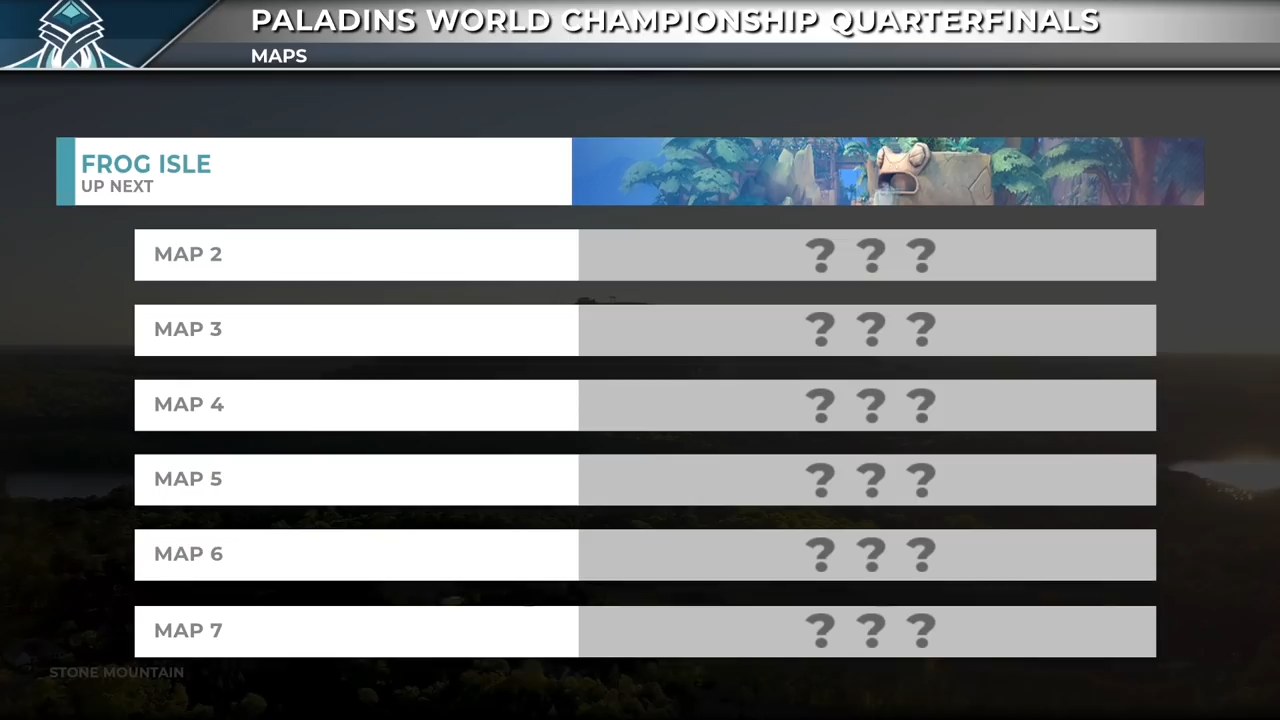 PALADINS WORLD CHAMPIONSHIP QUARTERFINALS
MAPS
FROG ISLE
UP NEXT
MAP 2
? ? ?
MAP 3
? ? ?
MAP 4
? ? ?
MAP 5
? ? ?
MAP 6
? ? ?
MAP 7
? ? ?
STONE MOUNTAIN